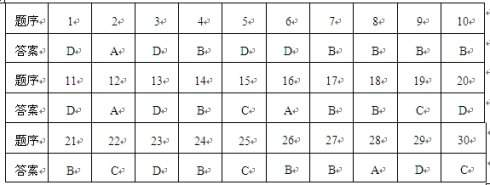 题序 1 2 3 4 5 6 7 8 9 10
答案 D A D B D D B B B B
题序 11 12 13 14 15 16 17 18 19 20
答案 D A D B C A B B C D
题序 21 22 23 24 25 26 27 28 29 30
答案 B C D B C B B A D C